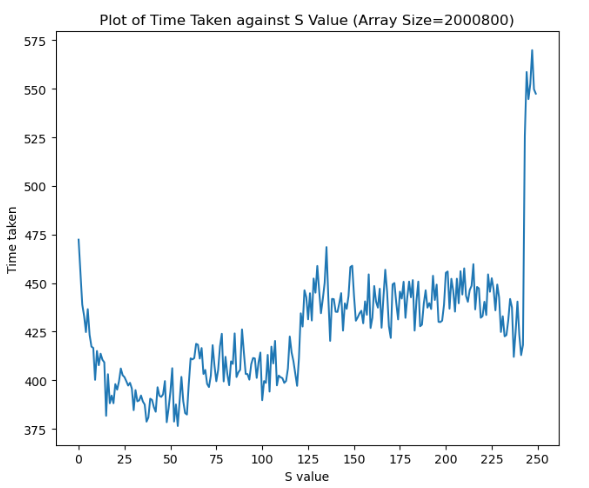 Plot of Time Taken against S Value (Array Size=2000800)
575
550
525
500
475
450
425
400
375
Time taken
0 25 50 75 100 125 150 175 200 225 250
S value